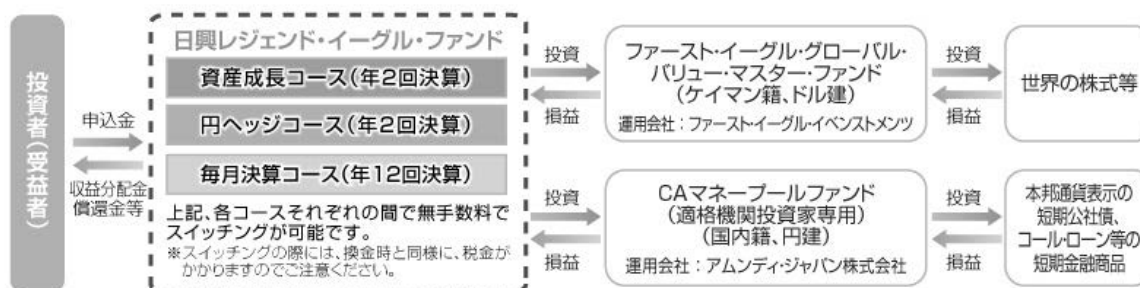 投資者(受益者)
申込金
収益分配金
償還金等
日興レジェンド・イーグル・ファンド
資産成長コース(年2回決算)
円ヘッジコース(年2回決算)
毎月決算コース(年12回決算)
上記、各コースそれぞれの間で無手数料で
スイッチングが可能です。
※スイッチングの際には、換金時と同様に、税金が
かかりますのでご注意ください。
投資
損益
ファースト・イーグル・グローバル・
バリュー・マスター・ファンド
(ケイマン籍、ドル建)
運用会社：ファースト・イーグル・イベンストメンツ
投資
損益
世界の株式等
投資
損益
CAマネープールファンド
(適格機関投資家専用)
(国内籍、円建)
運用会社：アムンディ・ジャパン株式会社
投資
損益
本邦通貨表示の
短期公社債、
コール・ローン等の
短期金融商品